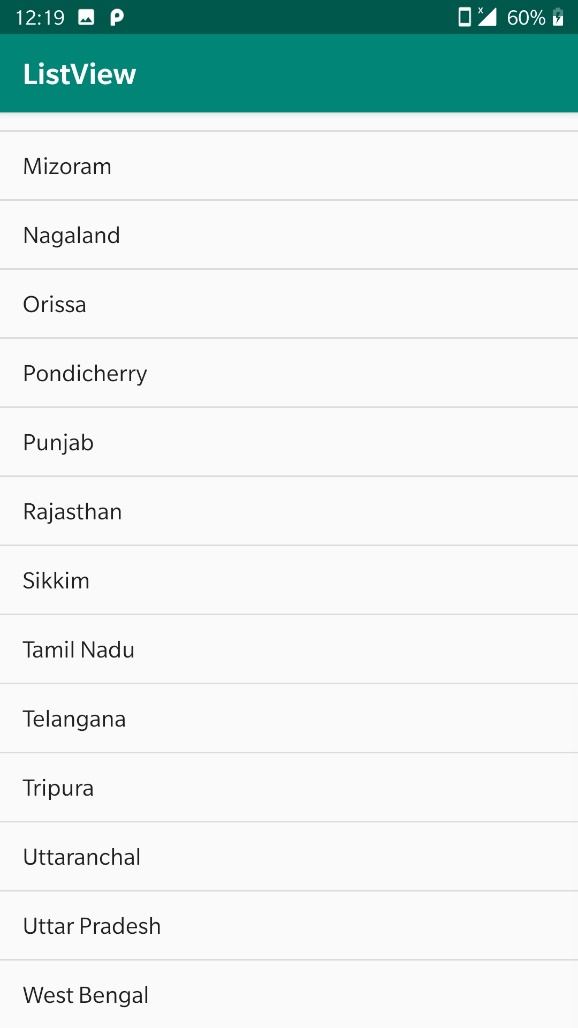 12:19
x
60%
ListView
Mizoram
Nagaland
Orissa
Pondicherry
Punjab
Rajasthan
Sikkim
Tamil Nadu
Telangana
Tripura
Uttaranchal
Uttar Pradesh
West Bengal